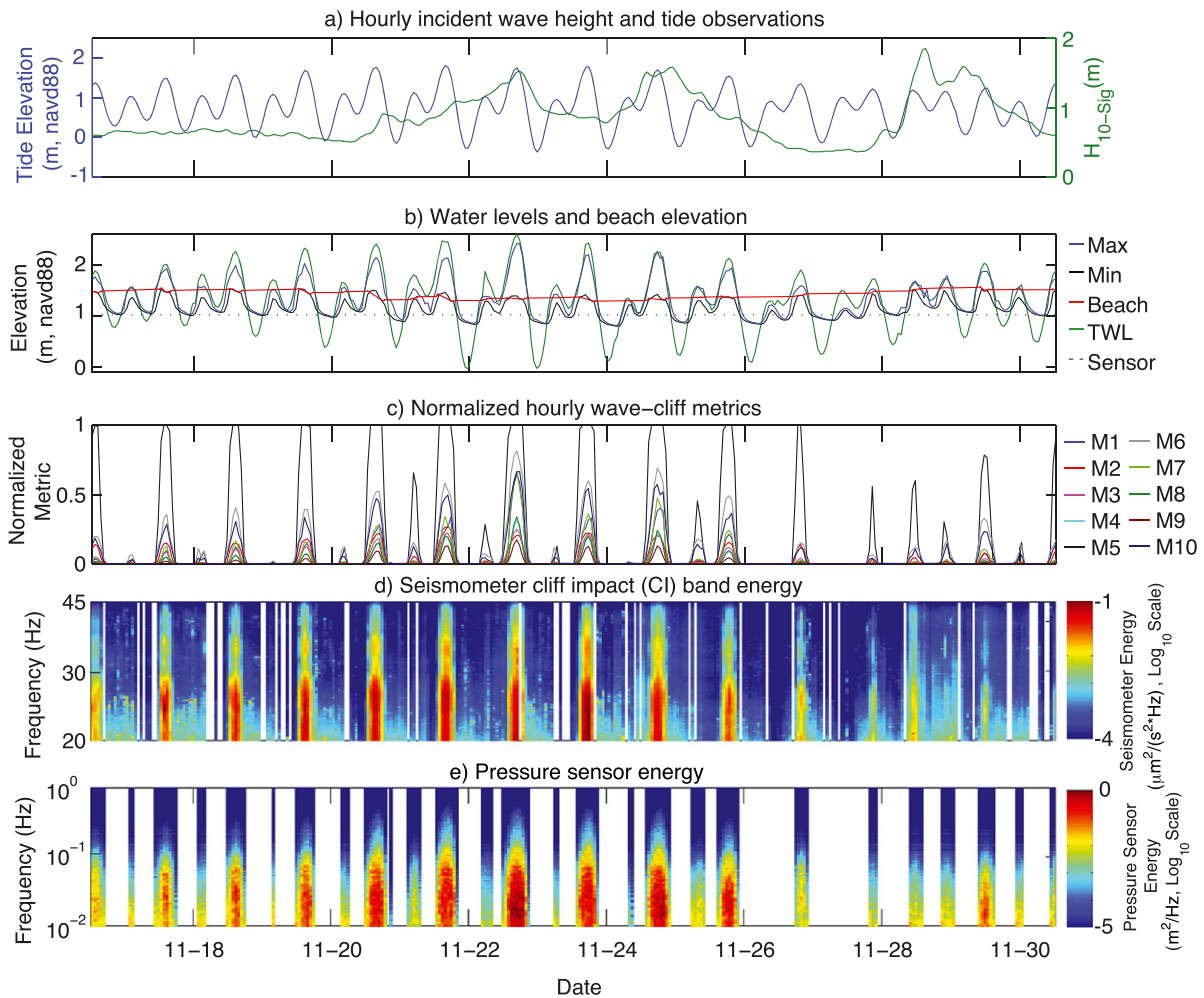 a) Hourly incident wave height and tide observations
Tide Elevation
(m, navd88)
2
1
0
-1
2
1
0
H10−Sig(m)
b) Water levels and beach elevation
Elevation
(m, navd88)
2
1
0
Max
Min
Beach
TWL
Sensor
c) Normalized hourly wave−cliff metrics
Normalized
Metric
1
0.5
0
M1 M6
M2 M7
M3 M8
M4 M9
M5 M10
d) Seismometer cliff impact (CI) band energy
Frequency (Hz)
45
30
20
-1
-4
Seismometer Energy
(μm²/(s²*Hz), Log10 Scale)
e) Pressure sensor energy
Frequency (Hz)
10⁰
10⁻¹
10⁻²
0
-5
Pressure Sensor
Energy
(m²/Hz, Log10 Scale)
11−18 11−20 11−22 11−24 11−26 11−28 11−30
Date